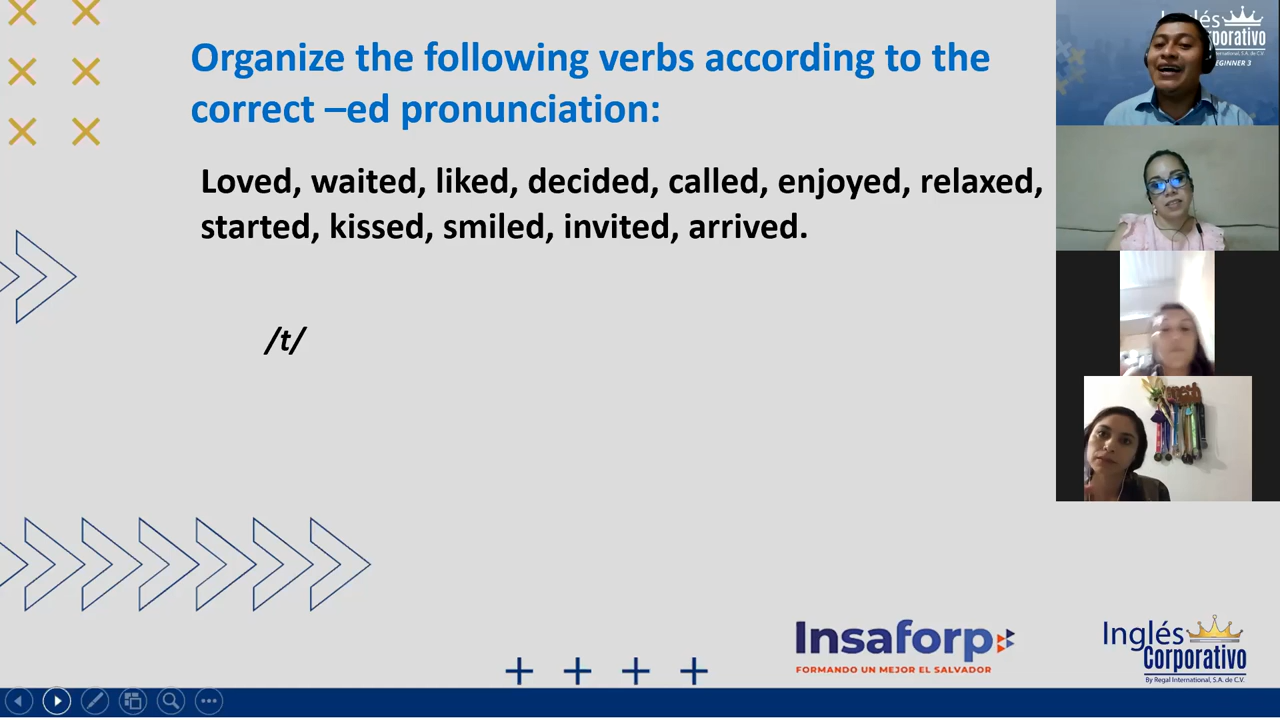 Organize the following verbs according to the
correct –ed pronunciation:
Loved, waited, liked, decided, called, enjoyed, relaxed,
started, kissed, smiled, invited, arrived.
/t/
Insaforp
FORMANDO UN MEJOR EL SALVADOR
Inglés
Corporativo
By Regal International, S.A. de C.V.